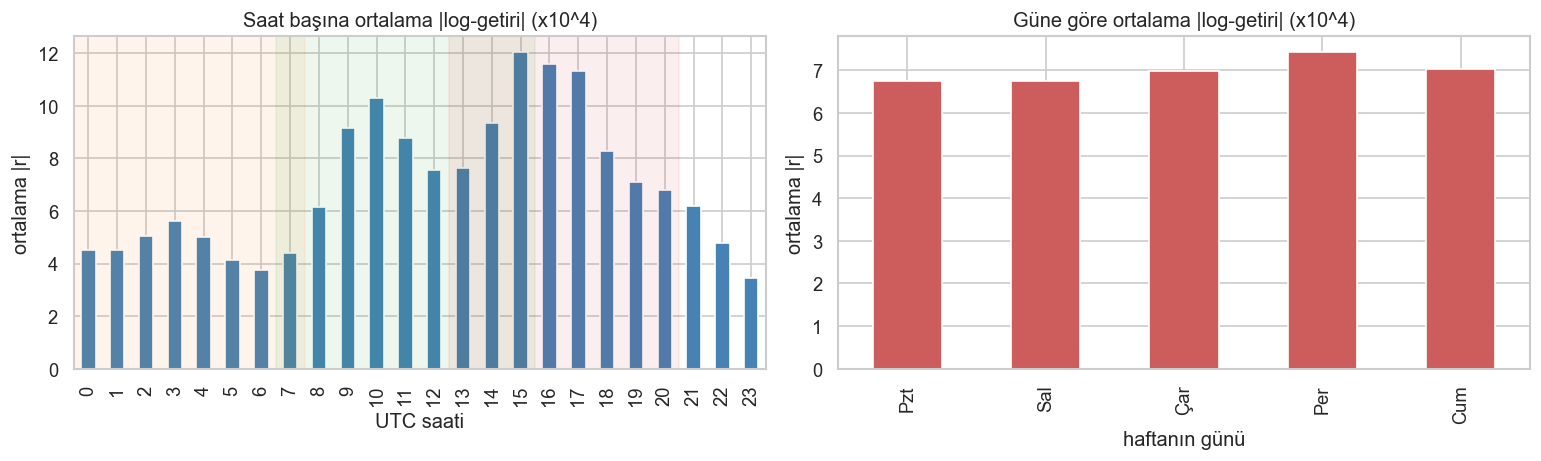 Saat başına ortalama |log-getiri| (x10^4)
ortalama |r|
12
10
8
6
4
2
0
0 1 2 3 4 5 6 7 8 9 10 11 12 13 14 15 16 17 18 19 20 21 22 23
UTC saati
Güne göre ortalama |log-getiri| (x10^4)
ortalama |r|
7
6
5
4
3
2
1
0
Pzt Sal Çar Per Cum
haftanın günü